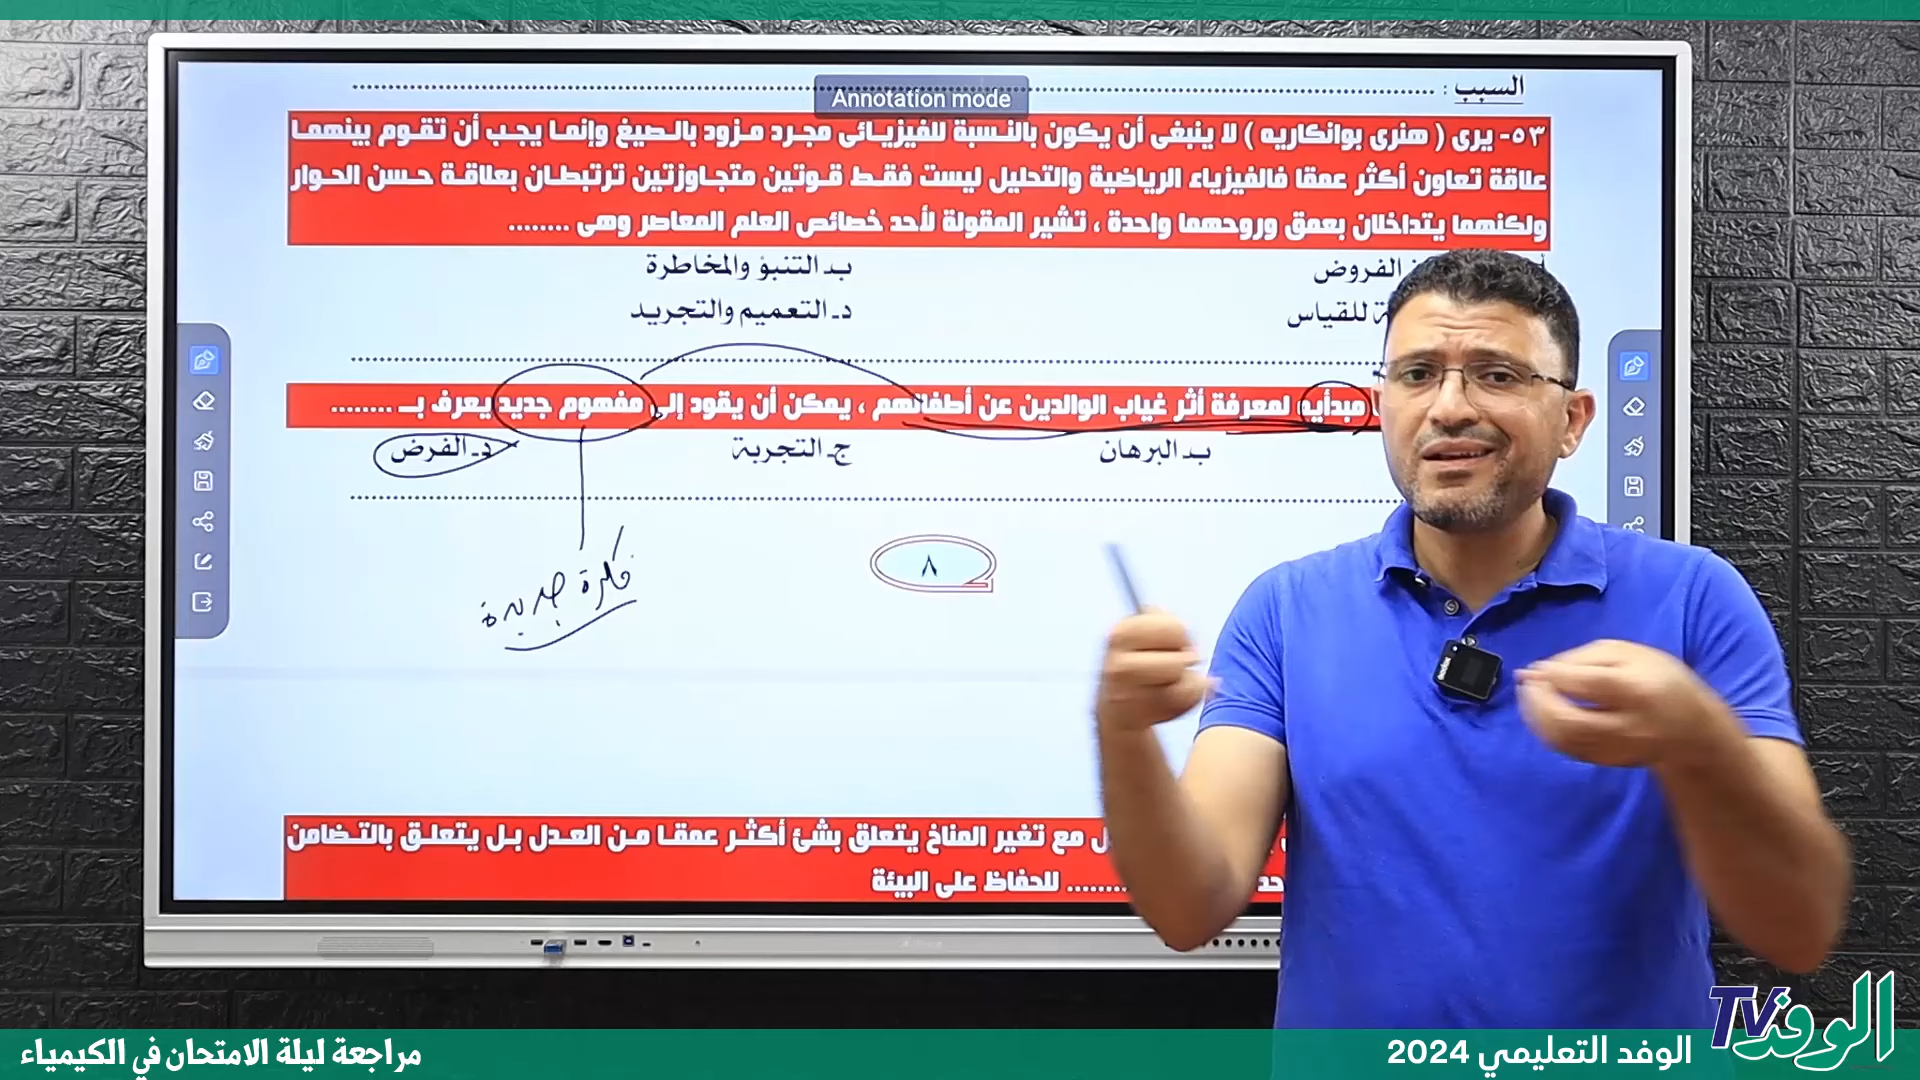 Annotation mode
السبب :
٥٣- يرى ( هنرى بوانكاريه ) لا ينبغى أن يكون بالنسبة للفيزيائى مجرد مزود بالصيغ وإنما يجب أن تقوم بينهما
علاقة تعاون أكثر عمقا فالفيزياء الرياضية والتحليل ليست فقط قوتين متجاوزتين ترتبطان بعلاقة حسن الحوار
ولكنهما يتداخلان بعمق وروحهما واحدة ، تشير المقولة لأحد خصائص العلم المعاصر وهى ........
الفروض
ب- التنبؤ والمخاطرة
للقياس
د- التعميم والتجريد
مبدأيه لمعرفة أثر غياب الوالدين عن أطفالهم ، يمكن أن يقود إلى مفهوم جديد يعرف بـ ........
ب- البرهان
ج- التجربة
د- الفرض
فكرة جديدة
٨
مع تغير المناخ يتعلق بشئ أكثر عمقا من العدل بل يتعلق بالتضامن
........ للحفاظ على البيئة
الوفد TV
الوفد التعليمي 2024
مراجعة ليلة الامتحان في الكيمياء